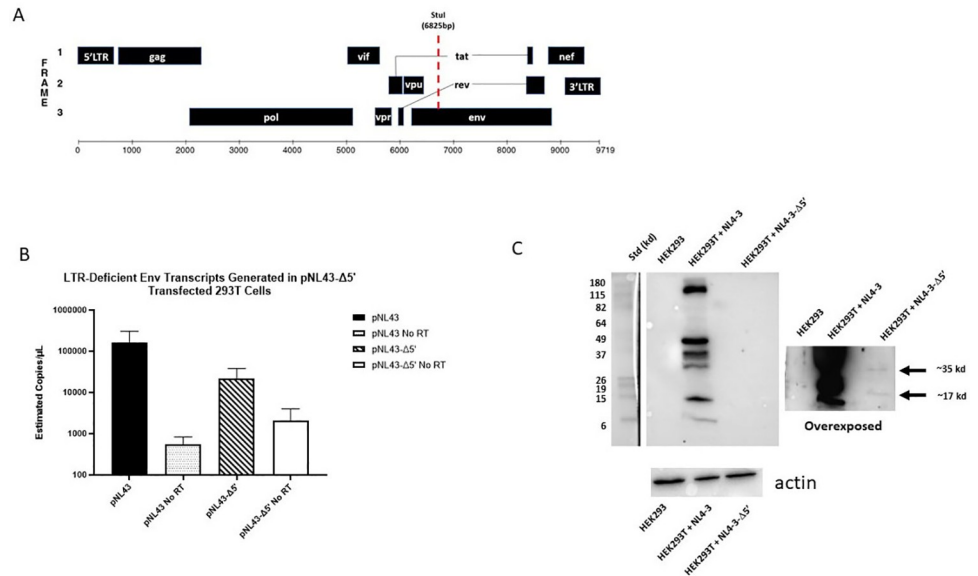 A
StuI
(6825bp)
FRAME
1
5'LTR
gag
vif
tat
nef
2
vpu
rev
3'LTR
3
pol
vpr
env
0
1000
2000
3000
4000
5000
6000
7000
8000
9000
9719
B
LTR-Deficient Env Transcripts Generated in pNL43-Δ5'
Transfected 293T Cells
Estimated Copies/µL
1000000
100000
10000
1000
100
pNL43
pNL43 No RT
pNL43-Δ5'
pNL43-Δ5' No RT
pNL43
pNL43 No RT
pNL43-Δ5'
pNL43-Δ5' No RT
C
Std (kd)
HEK293
HEK293T + NL4-3
HEK293T + NL4-3-Δ5'
180
115
82
64
49
37
26
19
15
6
HEK293
HEK293T + NL4-3
HEK293T + NL4-3-Δ5'
~35 kd
~17 kd
Overexposed
actin
HEK293
HEK293T + NL4-3
HEK293T + NL4-3-Δ5'